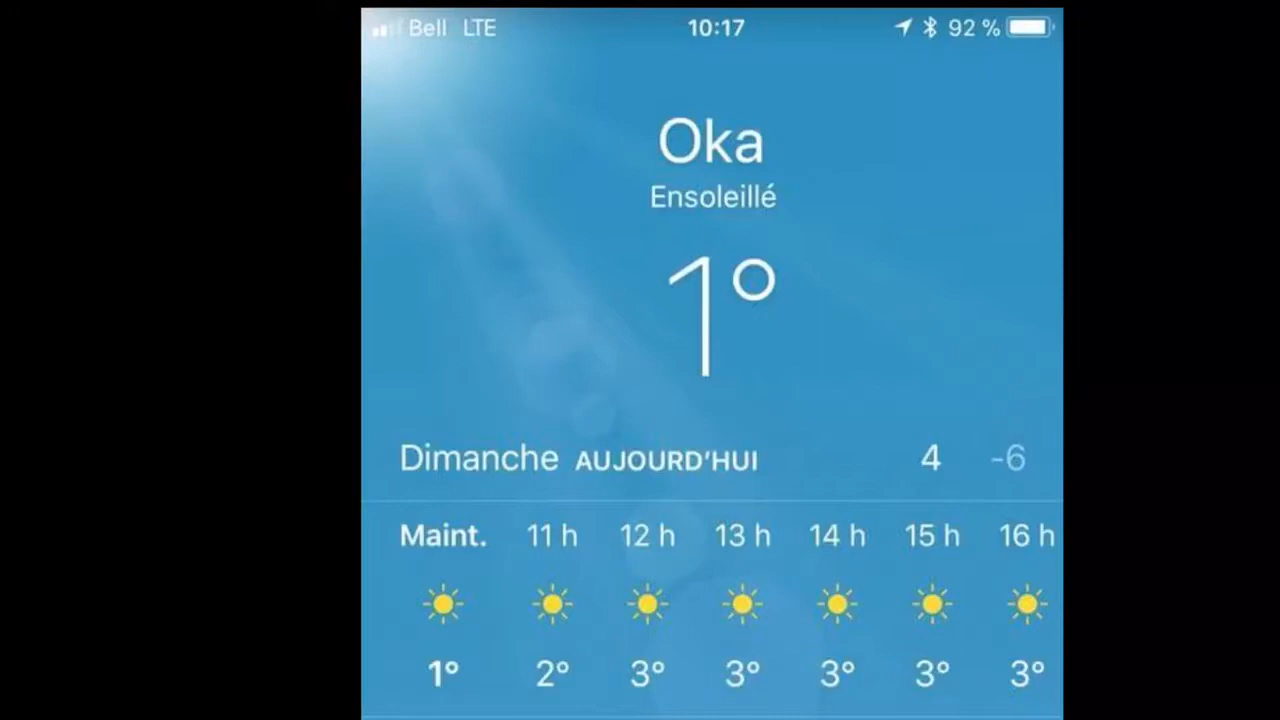 Bell LTE 10:17 92 %
Oka
Ensoleillé
1°
Dimanche AUJOURD'HUI 4 -6
Maint. 11 h 12 h 13 h 14 h 15 h 16 h
1° 2° 3° 3° 3° 3° 3°